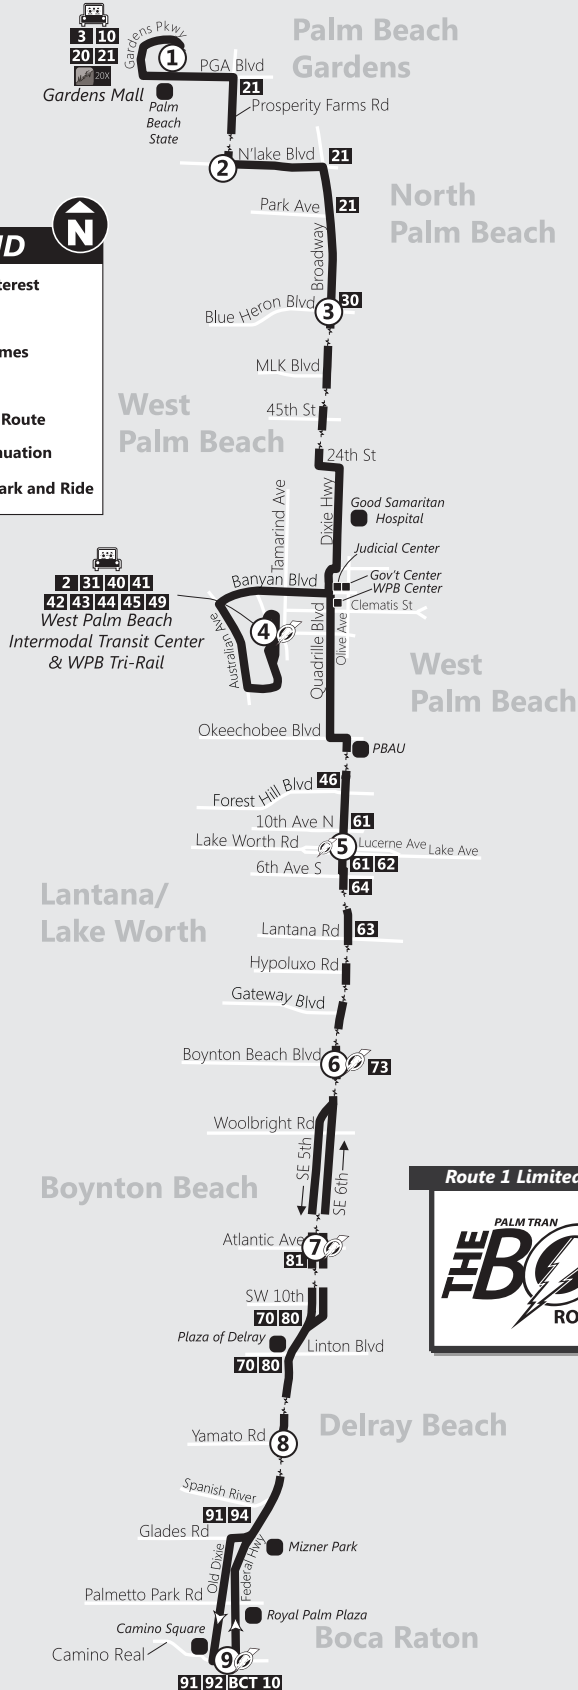 Gardens Pkwy
1
3 10
20 21
20X
Gardens Mall
Palm Beach
Gardens
PGA Blvd
21
Palm
Beach
State
Prosperity Farms Rd
N'lake Blvd
21
2
Park Ave
21
North
Palm Beach
N
D
terest
mes
Route
nuation
ark and Ride
Broadway
Blue Heron Blvd
30
3
MLK Blvd
West
Palm Beach
45th St
24th St
Tamarind Ave
Dixie Hwy
Good Samaritan
Hospital
Judicial Center
Gov't Center
WPB Center
Clematis St
Banyan Blvd
2 31 40 41
42 43 44 45 49
West Palm Beach
Intermodal Transit Center
& WPB Tri-Rail
4
Australian Ave
Quadrille Blvd
Olive Ave
West
Palm Beach
Okeechobee Blvd
PBAU
Forest Hill Blvd
46
10th Ave N
61
Lake Worth Rd
5
Lucerne Ave
Lake Ave
6th Ave S
61 62
64
Lantana/
Lake Worth
Lantana Rd
63
Hypoluxo Rd
Gateway Blvd
Boynton Beach Blvd
6
73
Woolbright Rd
SE 5th
SE 6th
Boynton Beach
Route 1 Limited
PALM TRAN
THE BO
RO
Atlantic Ave
7
81
SW 10th
70 80
Plaza of Delray
Linton Blvd
70 80
Delray Beach
Yamato Rd
8
Spanish River
91 94
Glades Rd
Old Dixie
Federal Hwy
Mizner Park
Palmetto Park Rd
Royal Palm Plaza
Camino Square
Camino Real
Boca Raton
9
91 92 BCT 10